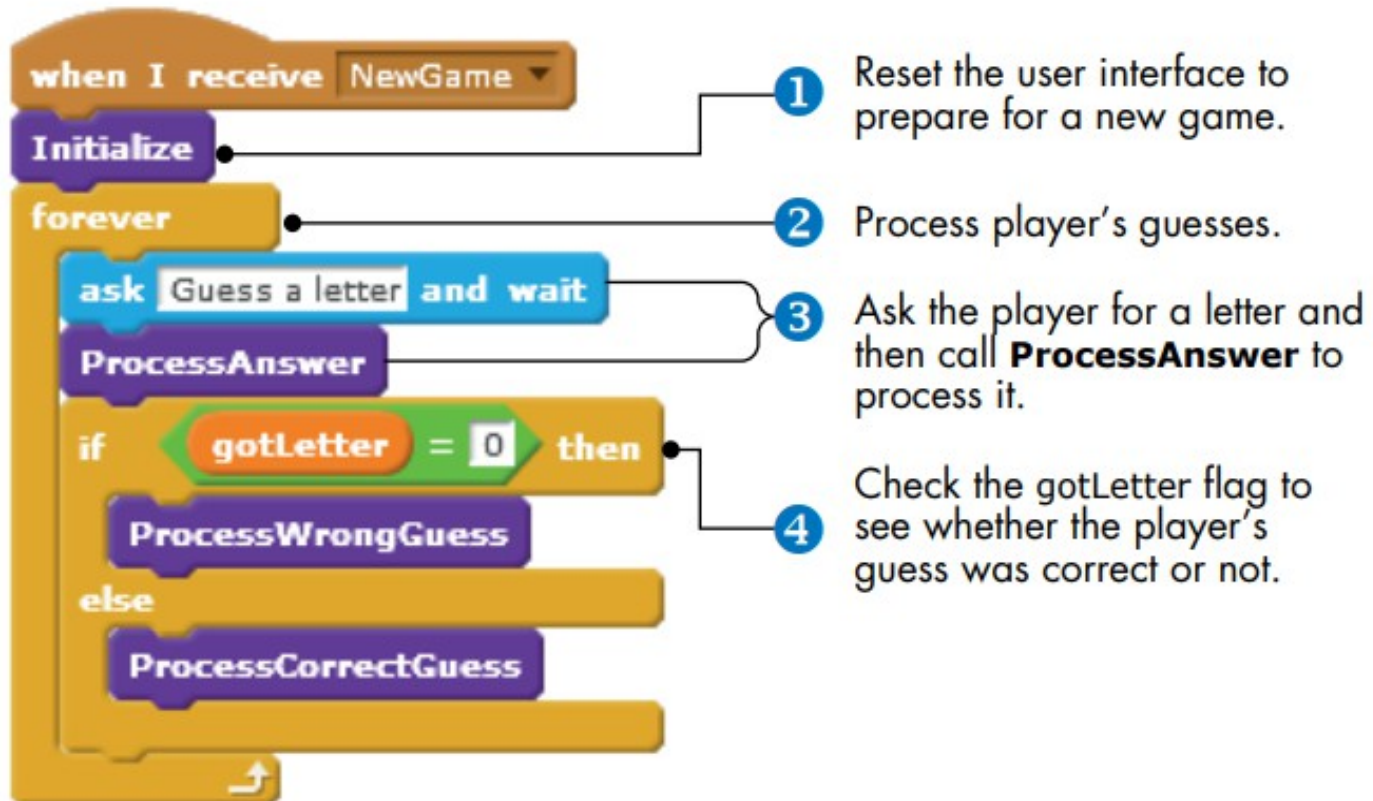 when I receive NewGame
Initialize
forever
ask Guess a letter and wait
ProcessAnswer
if gotLetter = 0 then
ProcessWrongGuess
else
ProcessCorrectGuess
1 Reset the user interface to
prepare for a new game.
2 Process player's guesses.
3 Ask the player for a letter and
then call ProcessAnswer to
process it.
4 Check the gotLetter flag to
see whether the player's
guess was correct or not.